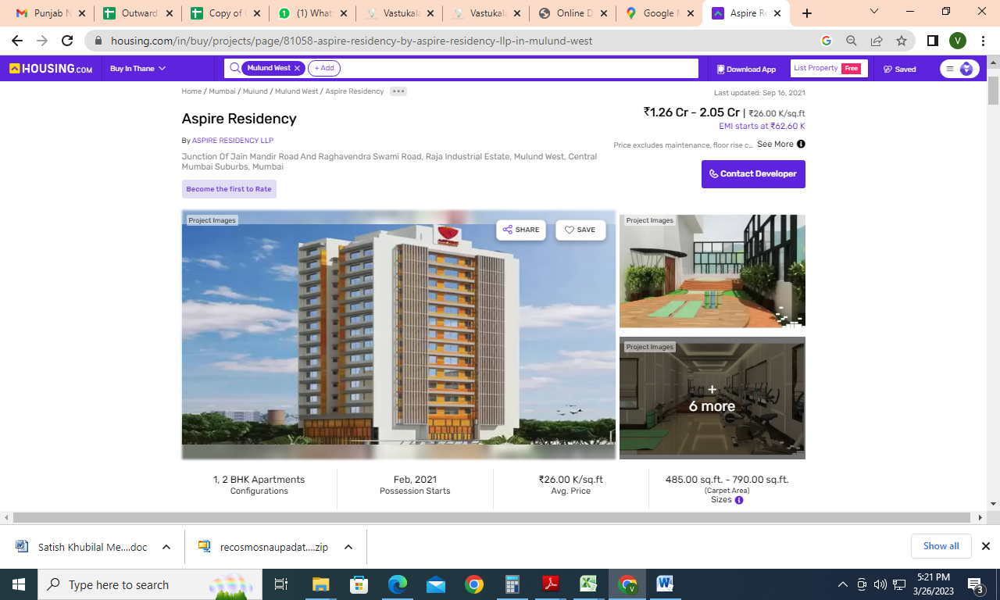 Punjab N
Outward
Copy of
(1) Whats
Vastukala
Vastukala
Online D
Google M
Aspire Re
housing.com/in/buy/projects/page/81058-aspire-residency-by-aspire-residency-llp-in-mulund-west
V
HOUSING.COM
Buy In Thane
Mulund West
+ Add
Download App
List Property Free
Saved
Home / Mumbai / Mulund / Mulund West / Aspire Residency
Last updated: Sep 16, 2021
Aspire Residency
₹1.26 Cr - 2.05 Cr | ₹26.00 K/sq.ft
EMI starts at ₹62.60 K
By ASPIRE RESIDENCY LLP
Price excludes maintenance, floor rise c... See More
Junction Of Jain Mandir Road And Raghavendra Swami Road, Raja Industrial Estate, Mulund West, Central
Mumbai Suburbs, Mumbai
Contact Developer
Become the first to Rate
Project Images
SHARE
SAVE
Project Images
Project Images
+
6 more
1, 2 BHK Apartments
Configurations
Feb, 2021
Possession Starts
₹26.00 K/sq.ft
Avg. Price
485.00 sq.ft. - 790.00 sq.ft.
(Carpet Area)
Sizes
Satish Khubilal Me....doc
recosmosnaupadat....zip
Show all
Type here to search
5:21 PM
3/26/2023
3